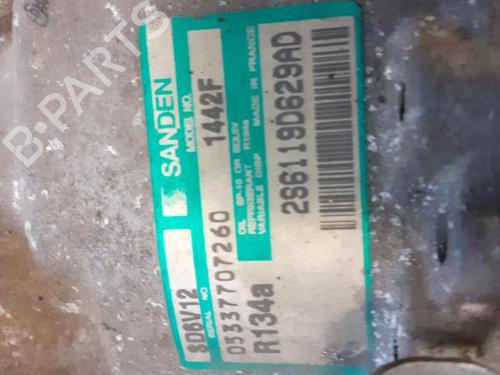 SANDEN
SD6V12
MODEL NO.
1442F
SERIAL NO
05337707260
OIL SP-10 OR EQUIV
REFRIGERANT R134a
VARIABLE DISP MADE IN FRANCE
R134a
2S6119D629AD
B-PARTS